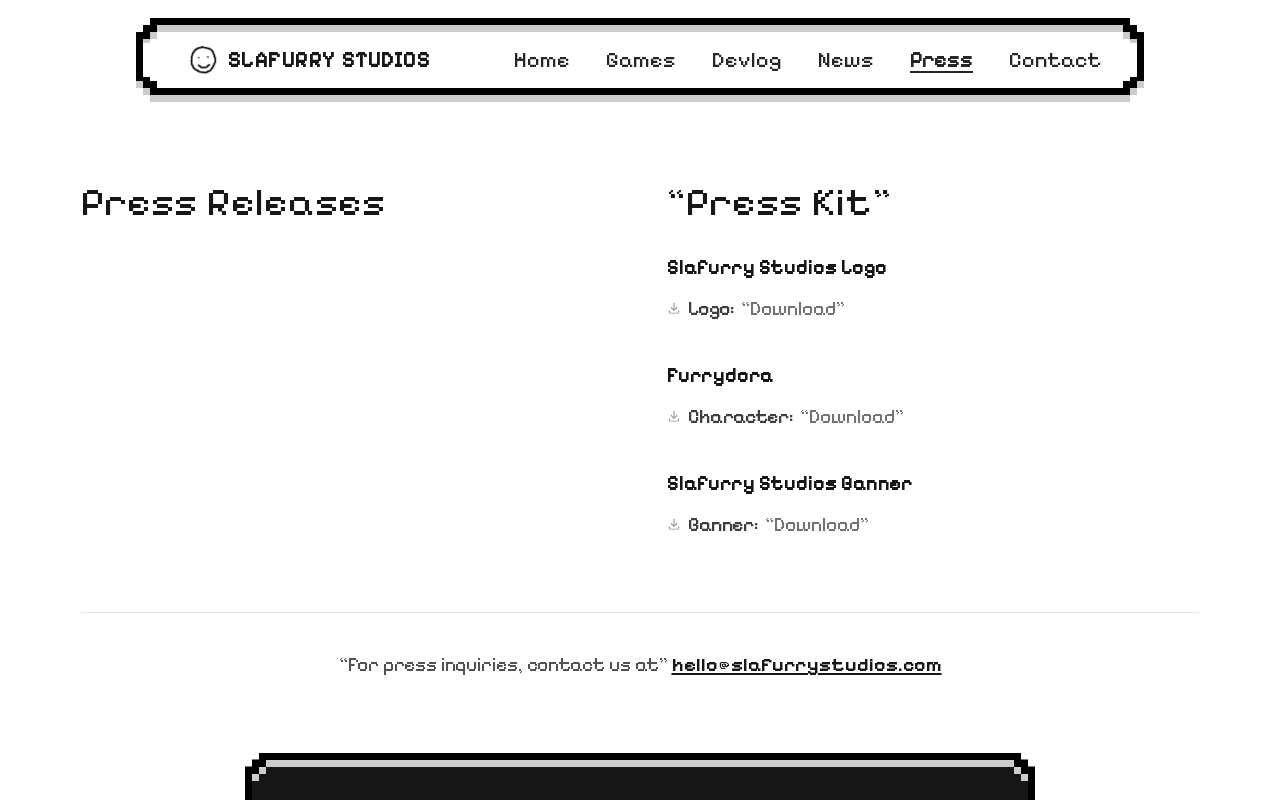 SLAFURRY STUDIOS Home Games Devlog News Press Contact
Press Releases
“Press Kit”
Slafurry Studios Logo
Logo: “Download”
Furrydora
Character: “Download”
Slafurry Studios Banner
Banner: “Download”
“For press inquiries, contact us at” hello@slafurrystudios.com